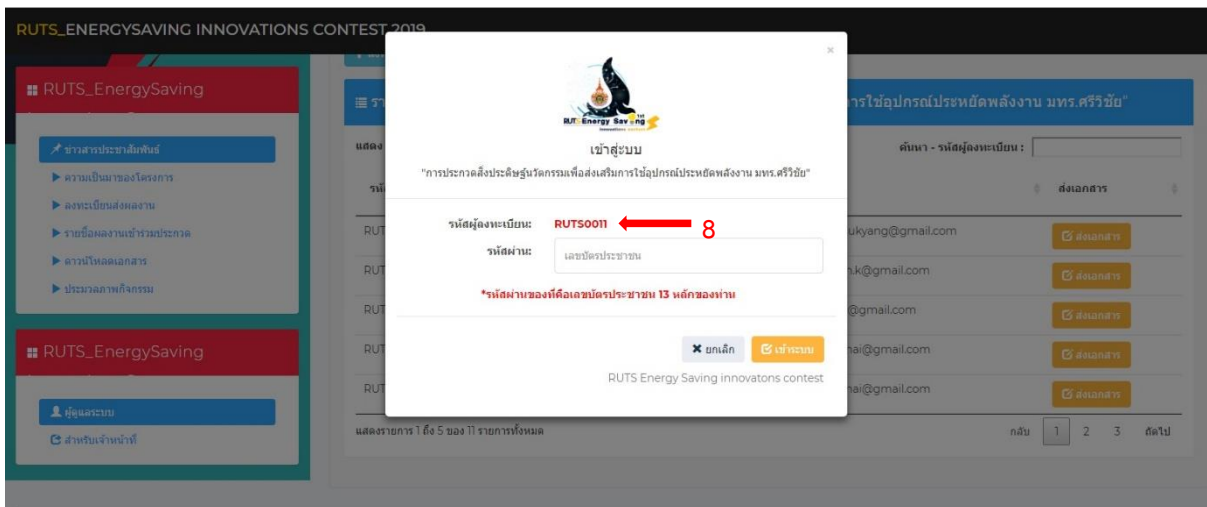 RUTS_ENERGYSAVING INNOVATIONS CONTEST 2019
×
RUTS_EnergySaving
RUTS Energy Saving
เข้าสู่ระบบ
"การประกวดสิ่งประดิษฐ์นวัตกรรมเพื่อส่งเสริมการใช้อุปกรณ์ประหยัดพลังงาน มทร.ศรีวิชัย"
รหัสผู้ลงทะเบียน: RUTS0011
8
รหัสผ่าน: เลขบัตรประชาชน
*รหัสผ่านของที่คือเลขบัตรประชาชน 13 หลักของท่าน
ยกเลิก เข้าระบบ
RUTS Energy Saving innovatons contest
ข่าวสารประชาสัมพันธ์
ความเป็นมาของโครงการ
ลงทะเบียนส่งผลงาน
รายชื่อผลงานเข้าร่วมประกวด
ดาวน์โหลดเอกสาร
ประมวลภาพกิจกรรม
RUTS_EnergySaving
ผู้ดูแลระบบ
สำหรับเจ้าหน้าที่
รา ารใช้อุปกรณ์ประหยัดพลังงาน มทร.ศรีวิชัย"
แสดง ค้นหา - รหัสผู้ลงทะเบียน :
รหั ส่งเอกสาร
RUT ukyang@gmail.com ส่งเอกสาร
RUT n.k@gmail.com ส่งเอกสาร
RUT @gmail.com ส่งเอกสาร
RUT nai@gmail.com ส่งเอกสาร
RUT nai@gmail.com ส่งเอกสาร
แสดงรายการ 1 ถึง 5 ของ 11 รายการทั้งหมด
กลับ 1 2 3 ถัดไป